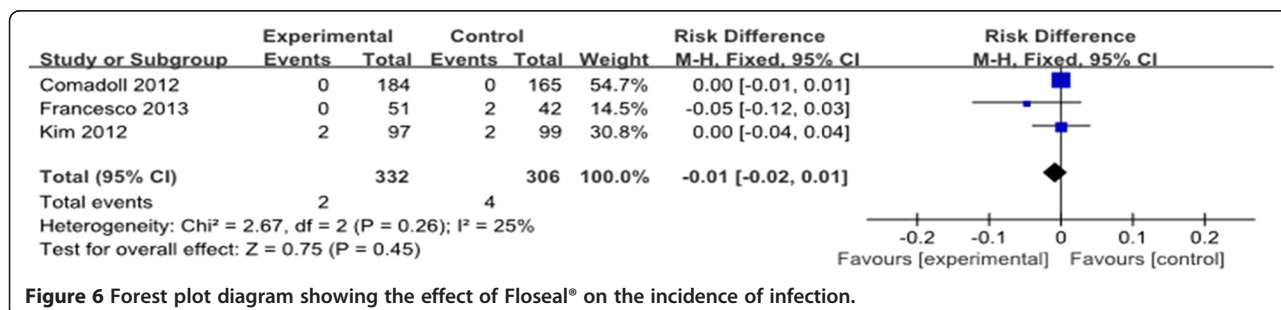 Experimental Control Risk Difference Risk Difference
Study or Subgroup Events Total Events Total Weight M-H, Fixed, 95% CI M-H, Fixed, 95% CI
Comadoll 2012 0 184 0 165 54.7% 0.00 [-0.01, 0.01]
Francesco 2013 0 51 2 42 14.5% -0.05 [-0.12, 0.03]
Kim 2012 2 97 2 99 30.8% 0.00 [-0.04, 0.04]
Total (95% CI) 332 306 100.0% -0.01 [-0.02, 0.01]
Total events 2 4
Heterogeneity: Chi² = 2.67, df = 2 (P = 0.26); I² = 25%
Test for overall effect: Z = 0.75 (P = 0.45)
-0.2 -0.1 0 0.1 0.2
Favours [experimental] Favours [control]
Figure 6 Forest plot diagram showing the effect of Floseal® on the incidence of infection.